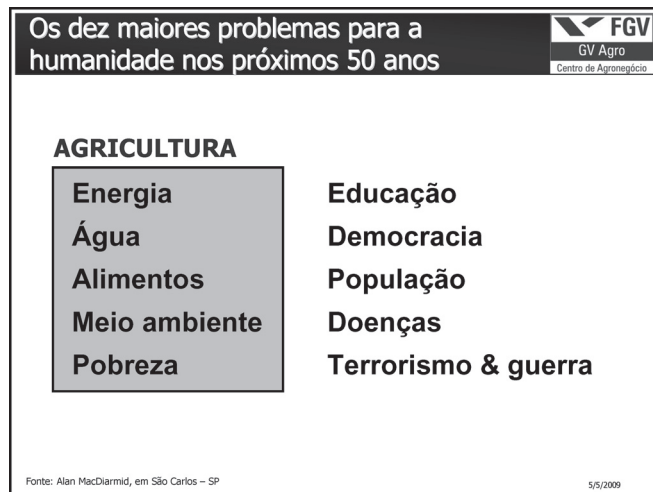 Os dez maiores problemas para a
humanidade nos próximos 50 anos
FGV
GV Agro
Centro de Agronegócio
AGRICULTURA
Energia
Água
Alimentos
Meio ambiente
Pobreza
Educação
Democracia
População
Doenças
Terrorismo & guerra
Fonte: Alan MacDiarmid, em São Carlos – SP
5/5/2009